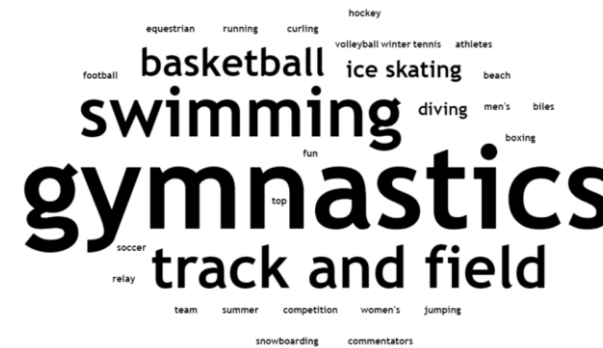 hockey
equestrian running curling
volleyball winter tennis athletes
basketball ice skating
football beach
swimming diving men's biles
boxing
fun
gymnastics
top
soccer
track and field
relay
team summer competition women's jumping
snowboarding commentators